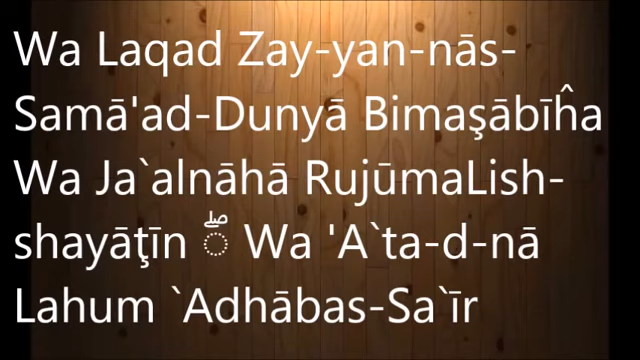 Wa Laqad Zay-yan-nās-
Samā'ad-Dunyā Bimaşābīĥa
Wa Ja`alnāhā RujūmaLish-
shayāţīn ۖ Wa 'A`ta-d-nā
Lahum `Adhābas-Sa`īr